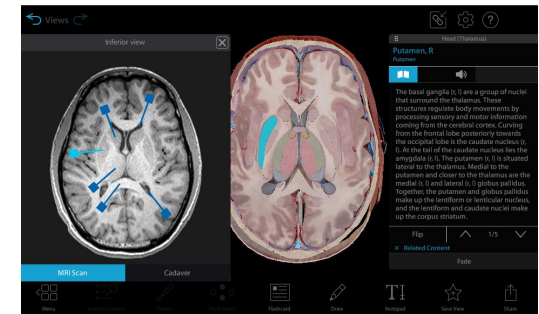 Views
Inferior view
Head (Thalamus)
Putamen, R
Putamen
The basal ganglia (r, l) are a group of nuclei
that surround the thalamus. These
structures regulate body movements by
processing sensory and motor information
coming from the cerebral cortex. Curving
from the frontal lobe posteriorly towards
the occipital lobe is the caudate nucleus (r,
l). At the tail of the caudate nucleus lies the
amygdala (r, l). The putamen (r, l) is situated
lateral to the thalamus. Medial to the
putamen and closer to the thalamus are the
medial (r, l) and lateral (r, l) globus pallidus.
Together, the putamen and globus pallidus
make up the lentiform or lenticular nucleus,
and the lentiform and caudate nuclei make
up the corpus striatum.
Flip 1/5
Related Content
Fade
MRI Scan Cadaver
Menu Flashcard Draw Notepad Save View Share